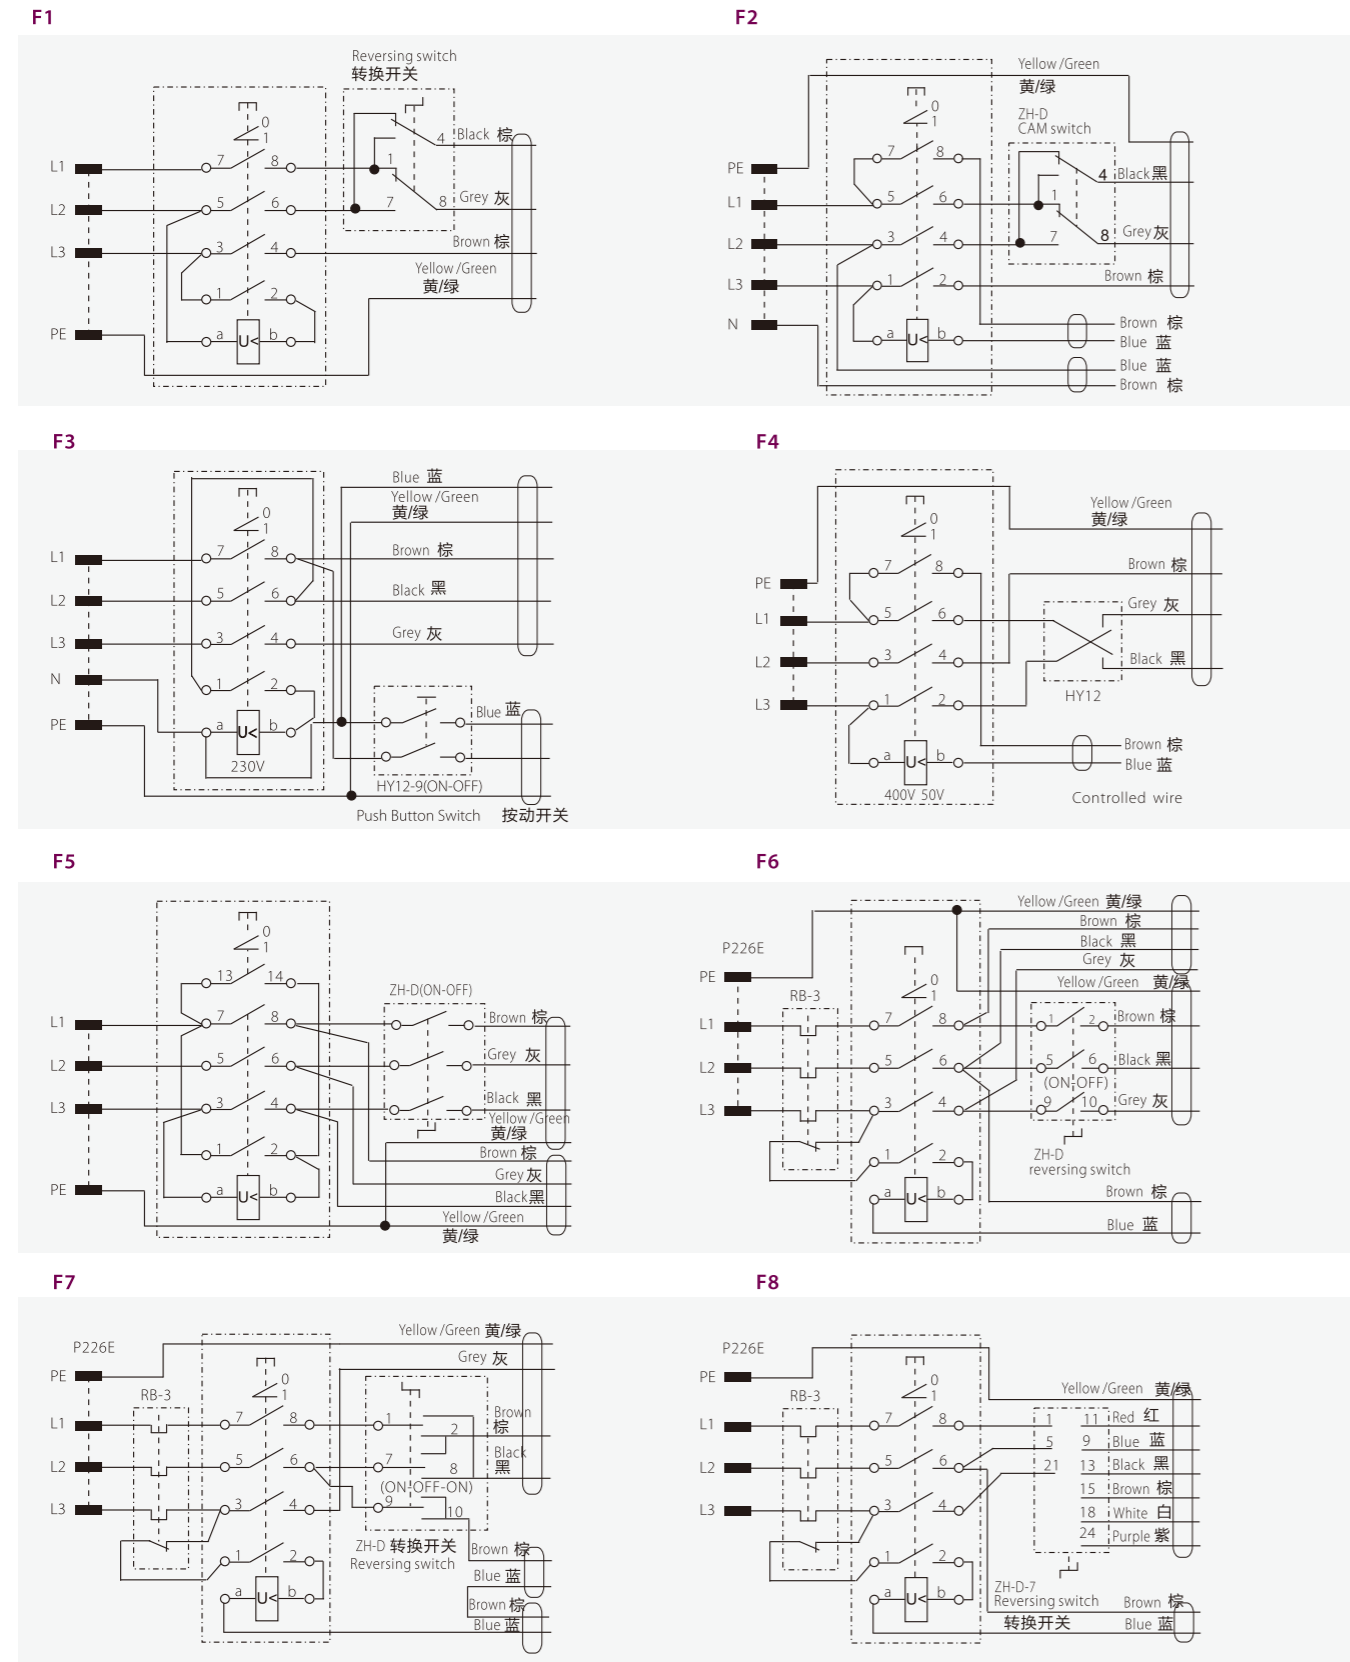 F1
Reversing switch
转换开关
0
1
L1
7
8
4
Black 棕
1
L2
5
6
7
8
Grey 灰
L3
3
4
Brown 棕
Yellow /Green
黄/绿
1
2
PE
a
U<
b
F2
Yellow /Green
黄/绿
0
1
ZH-D
CAM switch
PE
7
8
4
Black 黑
L1
5
6
1
L2
3
4
7
8
Grey 灰
L3
1
2
Brown 棕
N
a
U<
b
Brown 棕
Blue 蓝
Blue 蓝
Brown 棕
F3
Blue 蓝
Yellow /Green
黄/绿
0
1
L1
7
8
Brown 棕
L2
5
6
Black 黑
L3
3
4
Grey 灰
N
1
2
PE
a
U<
b
230V
Blue 蓝
HY12-9(ON-OFF)
Push Button Switch 按动开关
F4
Yellow /Green
黄/绿
0
1
PE
7
8
Brown 棕
L1
5
6
Grey 灰
L2
3
4
Black 黑
HY12
L3
1
2
a
U<
b
Brown 棕
Blue 蓝
400V 50V
Controlled wire
F5
0
1
13
14
ZH-D(ON-OFF)
L1
7
8
Brown 棕
L2
5
6
Grey 灰
L3
3
4
Black 黑
Yellow /Green
黄/绿
1
2
Brown 棕
Grey 灰
PE
a
U<
b
Black 黑
Yellow /Green
黄/绿
F6
Yellow /Green 黄/绿
Brown 棕
Black 黑
Grey 灰
P226E
PE
0
1
Yellow /Green 黄/绿
RB-3
L1
7
8
1
2
Brown 棕
L2
5
6
5
6
Black 黑
(ON-OFF)
L3
3
4
9
10
Grey 灰
1
2
ZH-D
reversing switch
a
U<
b
Brown 棕
Blue 蓝
F7
Yellow /Green 黄/绿
P226E
Grey 灰
PE
0
1
RB-3
L1
7
8
1
2
Brown
棕
L2
5
6
7
8
Black
黑
(ON-OFF-ON)
L3
3
4
9
10
1
2
ZH-D 转换开关
Reversing switch
Brown 棕
a
U<
b
Blue 蓝
Brown 棕
Blue 蓝
F8
P226E
PE
0
1
Yellow /Green 黄/绿
RB-3
L1
7
8
1
11
Red 红
5
9
Blue 蓝
L2
5
6
21
13
Black 黑
15
Brown 棕
L3
3
4
18
White 白
24
Purple 紫
1
2
a
U<
b
ZH-D-7
Reversing switch
转换开关
Brown 棕
Blue 蓝